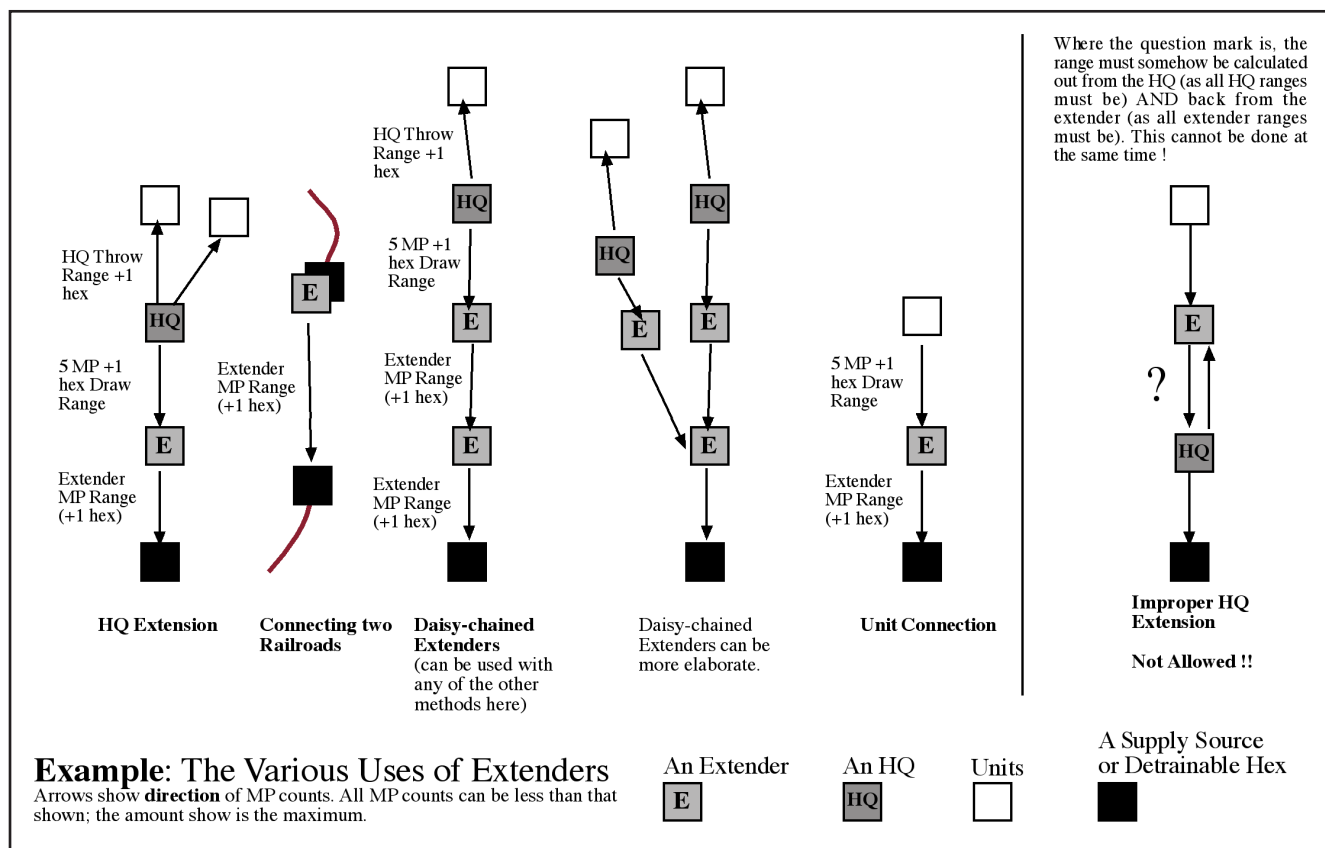 Where the question mark is, the
range must somehow be calculated
out from the HQ (as all HQ ranges
must be) AND back from the
extender (as all extender ranges
must be). This cannot be done at
the same time !
HQ Throw
Range +1
hex
HQ
5 MP +1
hex Draw
Range
E
Extender
MP Range
(+1 hex)
HQ Extension
E
Extender
MP Range
(+1 hex)
Connecting two
Railroads
HQ Throw
Range +1
hex
HQ
5 MP +1
hex Draw
Range
E
Extender
MP Range
(+1 hex)
E
Extender
MP Range
(+1 hex)
Daisy-chained
Extenders
(can be used with
any of the other
methods here)
HQ
HQ
E
E
E
Daisy-chained
Extenders can be
more elaborate.
5 MP +1
hex Draw
Range
E
Extender
MP Range
(+1 hex)
Unit Connection
E
?
HQ
Improper HQ
Extension
Not Allowed !!
Example: The Various Uses of Extenders
Arrows show direction of MP counts. All MP counts can be less than that
shown; the amount show is the maximum.
An Extender
E
An HQ
HQ
Units
A Supply Source
or Detrainable Hex